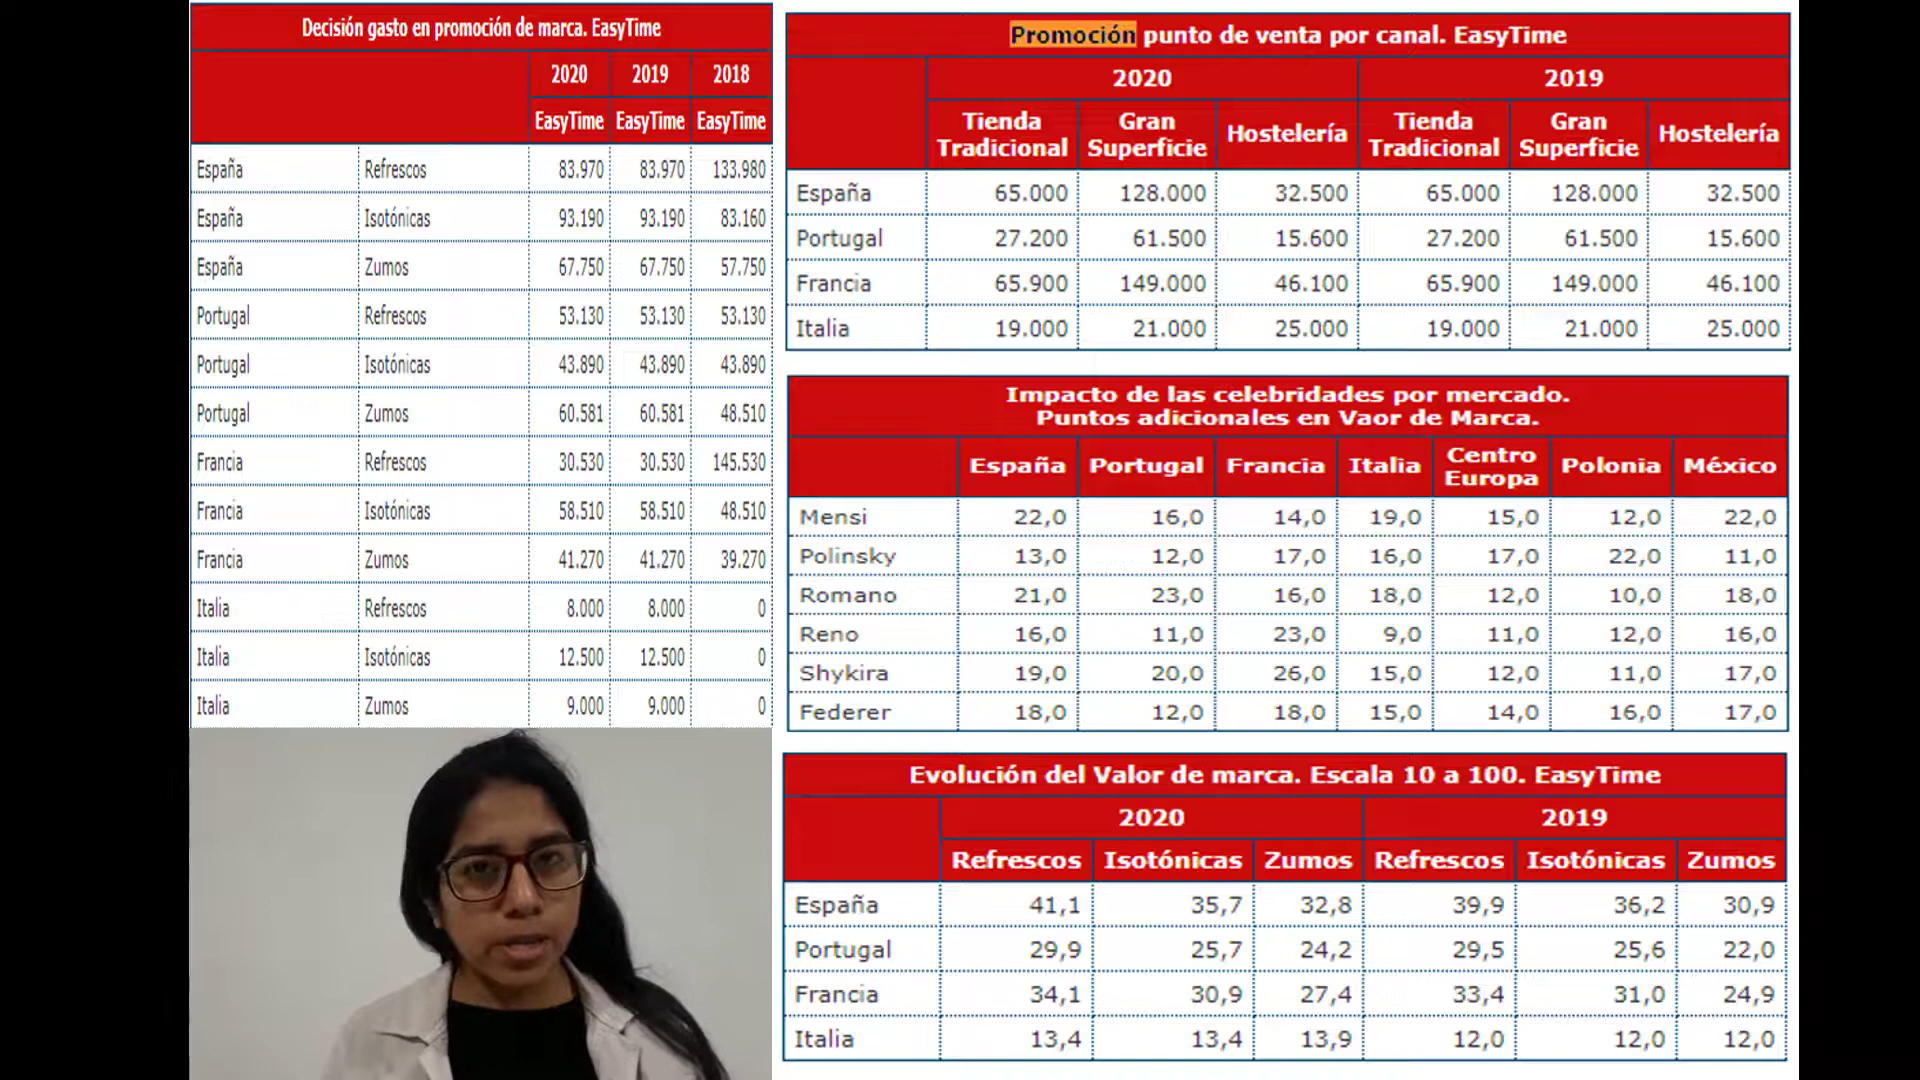 Decisión gasto en promoción de marca. EasyTime
2020 2019 2018
EasyTime EasyTime EasyTime
España Refrescos 83.970 83.970 133.980
España Isotónicas 93.190 93.190 83.160
España Zumos 67.750 67.750 57.750
Portugal Refrescos 53.130 53.130 53.130
Portugal Isotónicas 43.890 43.890 43.890
Portugal Zumos 60.581 60.581 48.510
Francia Refrescos 30.530 30.530 145.530
Francia Isotónicas 58.510 58.510 48.510
Francia Zumos 41.270 41.270 39.270
Italia Refrescos 8.000 8.000 0
Italia Isotónicas 12.500 12.500 0
Italia Zumos 9.000 9.000 0
Promoción punto de venta por canal. EasyTime
2020 2019
Tienda Gran Hostelería Tienda Gran Hostelería
Tradicional Superficie Tradicional Superficie
España 65.000 128.000 32.500 65.000 128.000 32.500
Portugal 27.200 61.500 15.600 27.200 61.500 15.600
Francia 65.900 149.000 46.100 65.900 149.000 46.100
Italia 19.000 21.000 25.000 19.000 21.000 25.000
Impacto de las celebridades por mercado.
Puntos adicionales en Vaor de Marca.
España Portugal Francia Italia Centro Polonia México
Europa
Mensi 22,0 16,0 14,0 19,0 15,0 12,0 22,0
Polinsky 13,0 12,0 17,0 16,0 17,0 22,0 11,0
Romano 21,0 23,0 16,0 18,0 12,0 10,0 18,0
Reno 16,0 11,0 23,0 9,0 11,0 12,0 16,0
Shykira 19,0 20,0 26,0 15,0 12,0 11,0 17,0
Federer 18,0 12,0 18,0 15,0 14,0 16,0 17,0
Evolución del Valor de marca. Escala 10 a 100. EasyTime
2020 2019
Refrescos Isotónicas Zumos Refrescos Isotónicas Zumos
España 41,1 35,7 32,8 39,9 36,2 30,9
Portugal 29,9 25,7 24,2 29,5 25,6 22,0
Francia 34,1 30,9 27,4 33,4 31,0 24,9
Italia 13,4 13,4 13,9 12,0 12,0 12,0